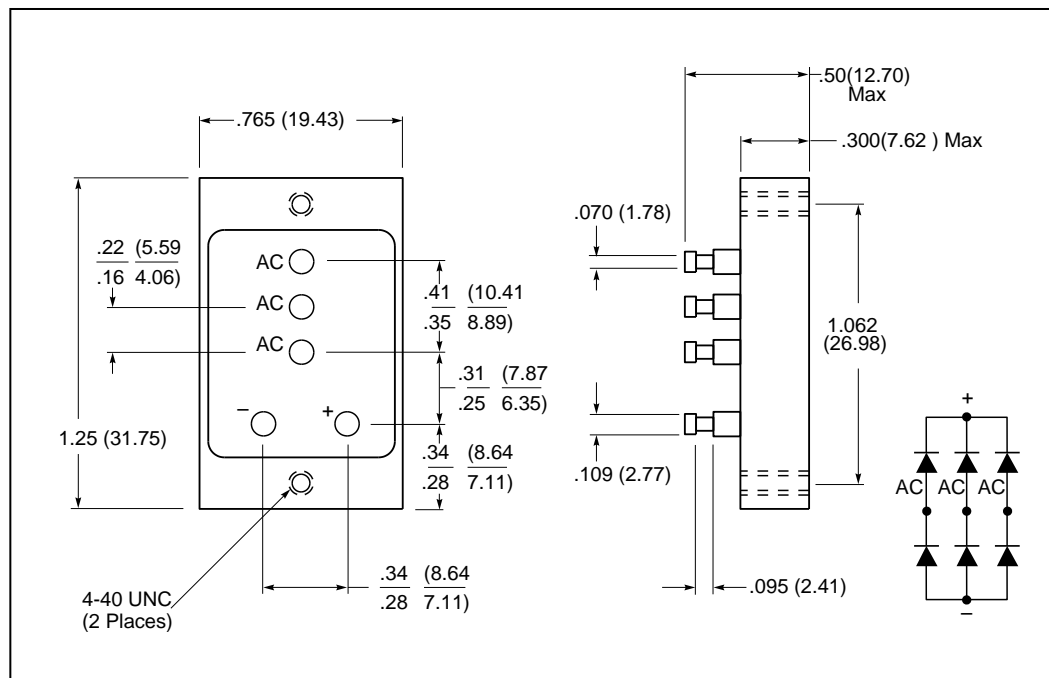 .765 (19.43)
.50(12.70)
Max
.300(7.62 ) Max
.070 (1.78)
.22 (5.59
.16 4.06)
AC
AC
AC
.41 (10.41
.35 8.89)
.31 (7.87
.25 6.35)
1.062
(26.98)
– +
1.25 (31.75)
.34 (8.64
.28 7.11)
.109 (2.77)
4-40 UNC
(2 Places)
.34 (8.64
.28 7.11)
.095 (2.41)
+
AC AC AC
–